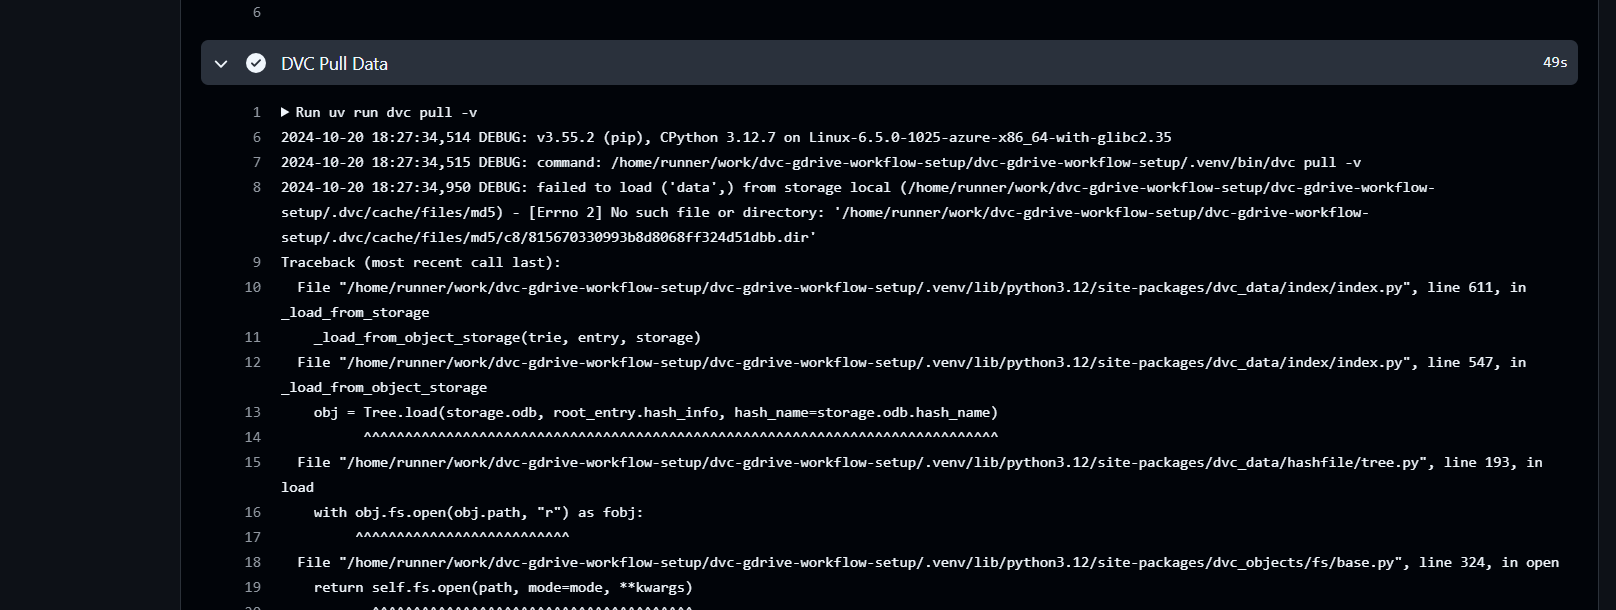 6
DVC Pull Data 49s
1 ▶ Run uv run dvc pull -v
6 2024-10-20 18:27:34,514 DEBUG: v3.55.2 (pip), CPython 3.12.7 on Linux-6.5.0-1025-azure-x86_64-with-glibc2.35
7 2024-10-20 18:27:34,515 DEBUG: command: /home/runner/work/dvc-gdrive-workflow-setup/dvc-gdrive-workflow-setup/.venv/bin/dvc pull -v
8 2024-10-20 18:27:34,950 DEBUG: failed to load ('data',) from storage local (/home/runner/work/dvc-gdrive-workflow-setup/dvc-gdrive-workflow-
setup/.dvc/cache/files/md5) - [Errno 2] No such file or directory: '/home/runner/work/dvc-gdrive-workflow-setup/dvc-gdrive-workflow-
setup/.dvc/cache/files/md5/c8/815670330993b8d8068ff324d51dbb.dir'
9 Traceback (most recent call last):
10 File "/home/runner/work/dvc-gdrive-workflow-setup/dvc-gdrive-workflow-setup/.venv/lib/python3.12/site-packages/dvc_data/index/index.py", line 611, in
_load_from_storage
11 _load_from_object_storage(trie, entry, storage)
12 File "/home/runner/work/dvc-gdrive-workflow-setup/dvc-gdrive-workflow-setup/.venv/lib/python3.12/site-packages/dvc_data/index/index.py", line 547, in
_load_from_object_storage
13 obj = Tree.load(storage.odb, root_entry.hash_info, hash_name=storage.odb.hash_name)
14 ^^^^^^^^^^^^^^^^^^^^^^^^^^^^^^^^^^^^^^^^^^^^^^^^^^^^^^^^^^^^^^^^^^^^^^^^^^^^^
15 File "/home/runner/work/dvc-gdrive-workflow-setup/dvc-gdrive-workflow-setup/.venv/lib/python3.12/site-packages/dvc_data/hashfile/tree.py", line 193, in
load
16 with obj.fs.open(obj.path, "r") as fobj:
17 ^^^^^^^^^^^^^^^^^^^^^^^^^^
18 File "/home/runner/work/dvc-gdrive-workflow-setup/dvc-gdrive-workflow-setup/.venv/lib/python3.12/site-packages/dvc_objects/fs/base.py", line 324, in open
19 return self.fs.open(path, mode=mode, **kwargs)
20 ^^^^^^^^^^^^^^^^^^^^^^^^^^^^^^^^^^^^^^^